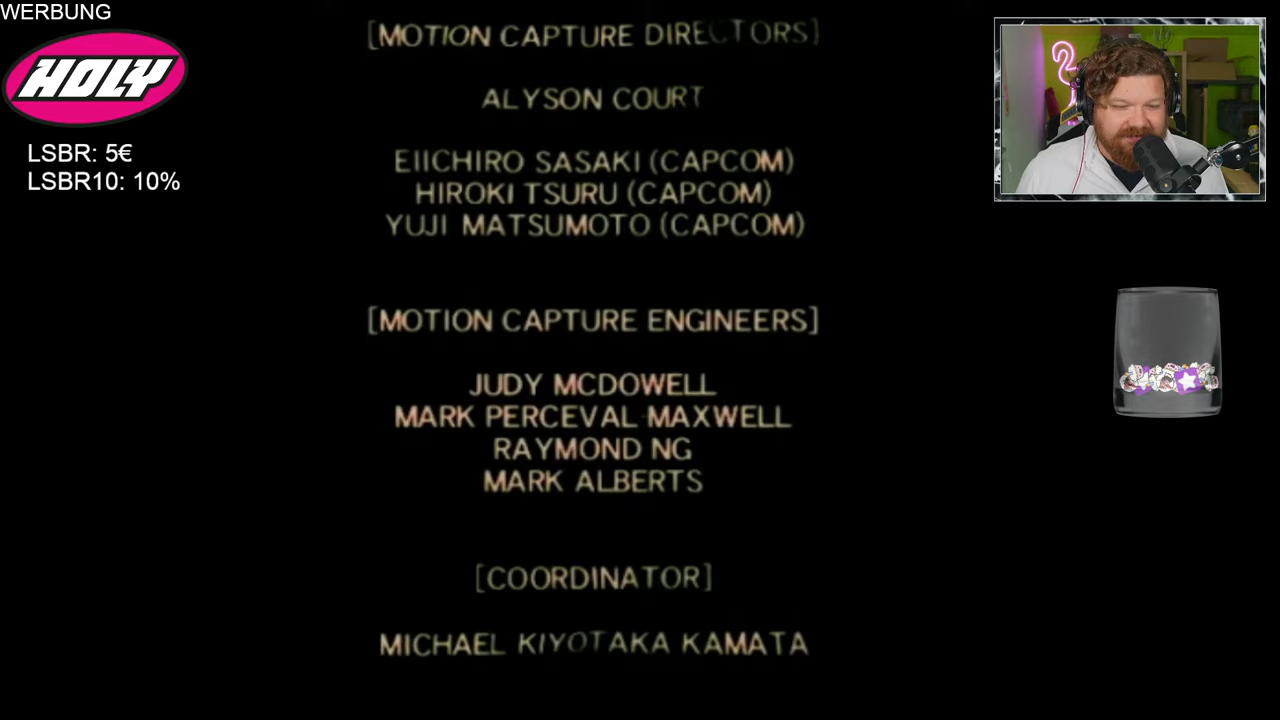 WERBUNG
HOLY
LSBR: 5€
LSBR10: 10%
[MOTION CAPTURE DIRECTORS]
ALYSON COURT
EIICHIRO SASAKI (CAPCOM)
HIROKI TSURU (CAPCOM)
YUJI MATSUMOTO (CAPCOM)
[MOTION CAPTURE ENGINEERS]
JUDY MCDOWELL
MARK PERCEVAL MAXWELL
RAYMOND NG
MARK ALBERTS
[COORDINATOR]
MICHAEL KIYOTAKA KAMATA